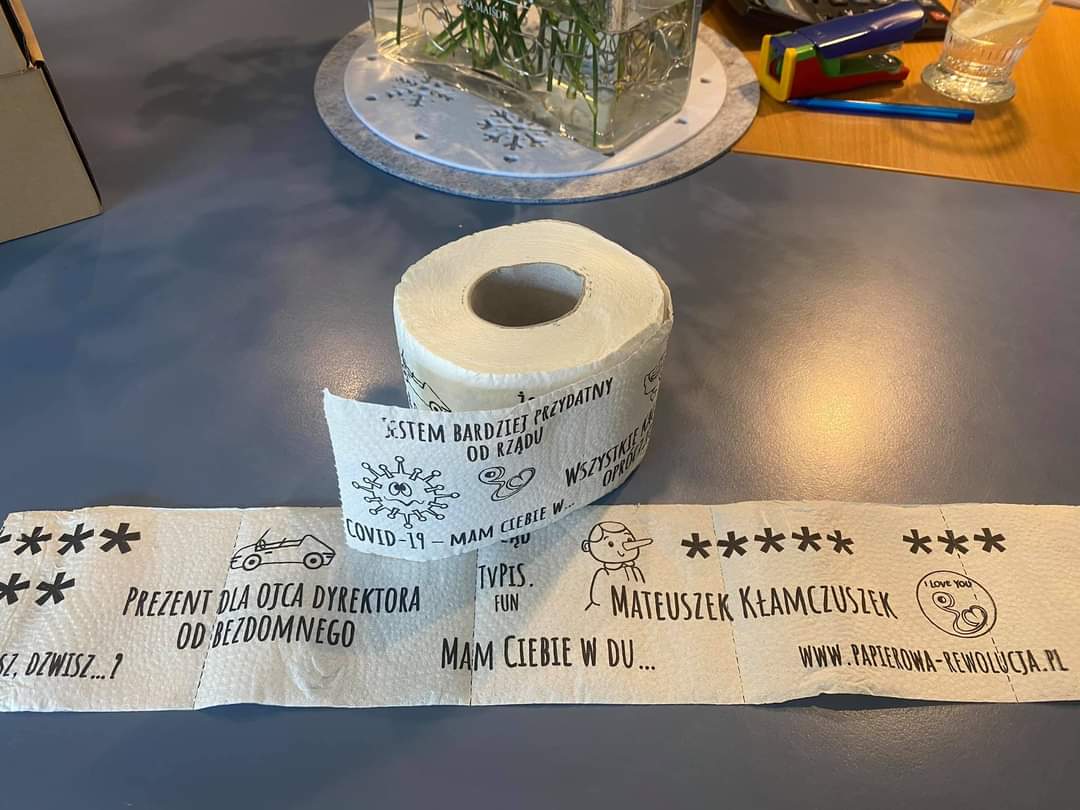 JESTEM BARDZIEJ PRZYDATNY
OD RZĄDU
WSZYSTKIE
COVID-19 – MAM CIEBIE W...
* * * *
* *
DZWISZ...?
PREZENT DLA OJCA DYREKTORA
OD BEZDOMNEGO
TVPIS.
FUN
MAM CIEBIE W DU...
MATEUSZEK KŁAMCZUSZEK
***** ***
I LOVE YOU
WWW.PAPIEROWA-REWOLUCJA.PL
MAISON